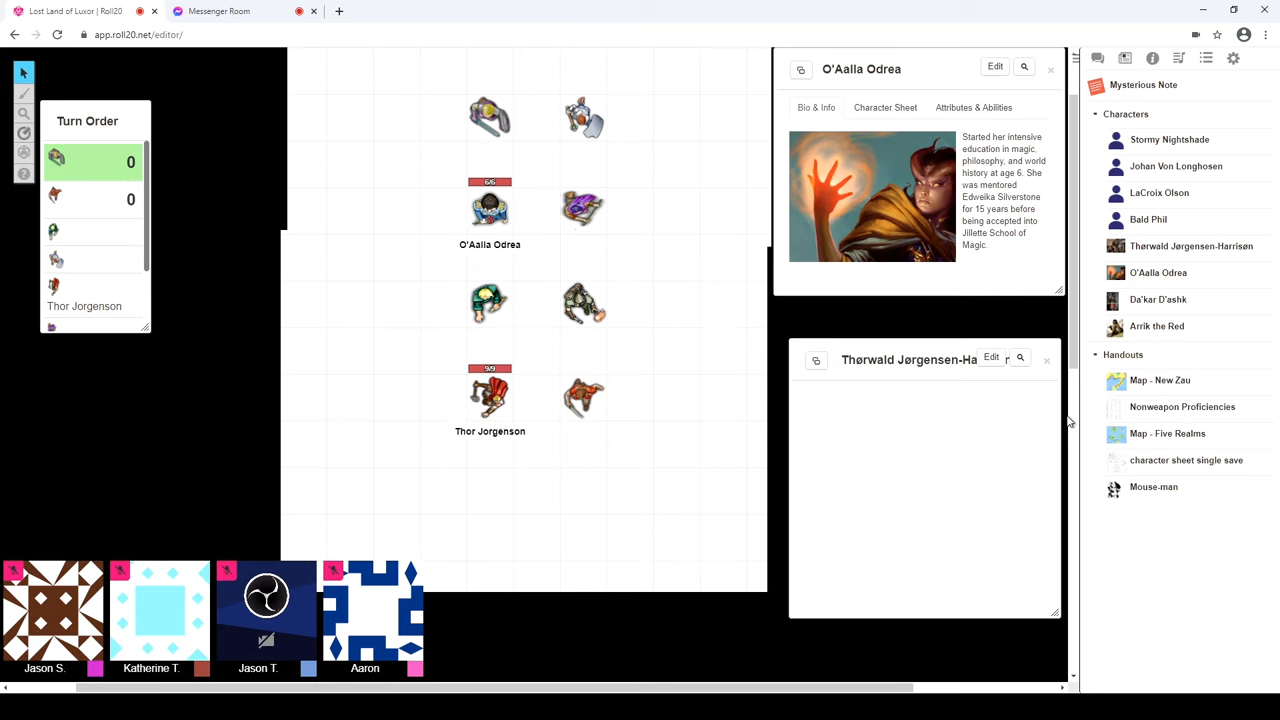 Lost Land of Luxor | Roll20
Messenger Room
app.roll20.net/editor/
Turn Order
0
0
Thor Jorgenson
6/6
O'Aalla Odrea
9/9
Thor Jorgenson
O'Aalla Odrea
Edit
Bio & Info
Character Sheet
Attributes & Abilities
Started her intensive
education in magic,
philosophy, and world
history at age 6. She
was mentored
Edweika Silverstone
for 15 years before
being accepted into
Jillette School of
Magic.
Thørwald Jørgensen-Ha
Edit
Mysterious Note
Characters
Stormy Nightshade
Johan Von Longhosen
LaCroix Olson
Bald Phil
Thørwald Jørgensen-Harrisøn
O'Aalla Odrea
Da'kar D'ashk
Arrik the Red
Handouts
Map - New Zau
Nonweapon Proficiencies
Map - Five Realms
character sheet single save
Mouse-man
Jason S.
Katherine T.
Jason T.
Aaron